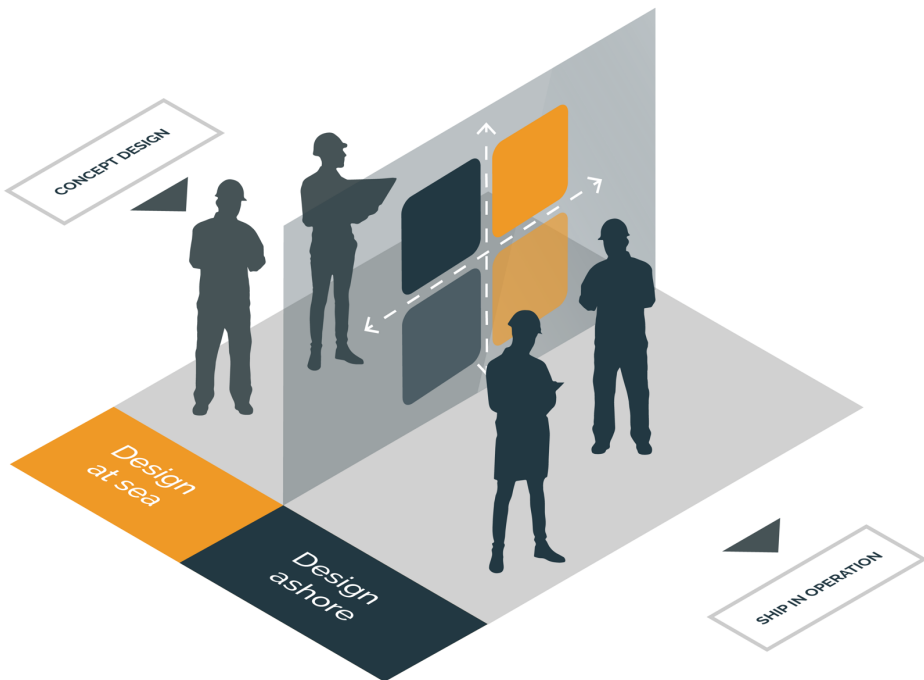 CONCEPT DESIGN
Design
at sea
Design
ashore
SHIP IN OPERATION